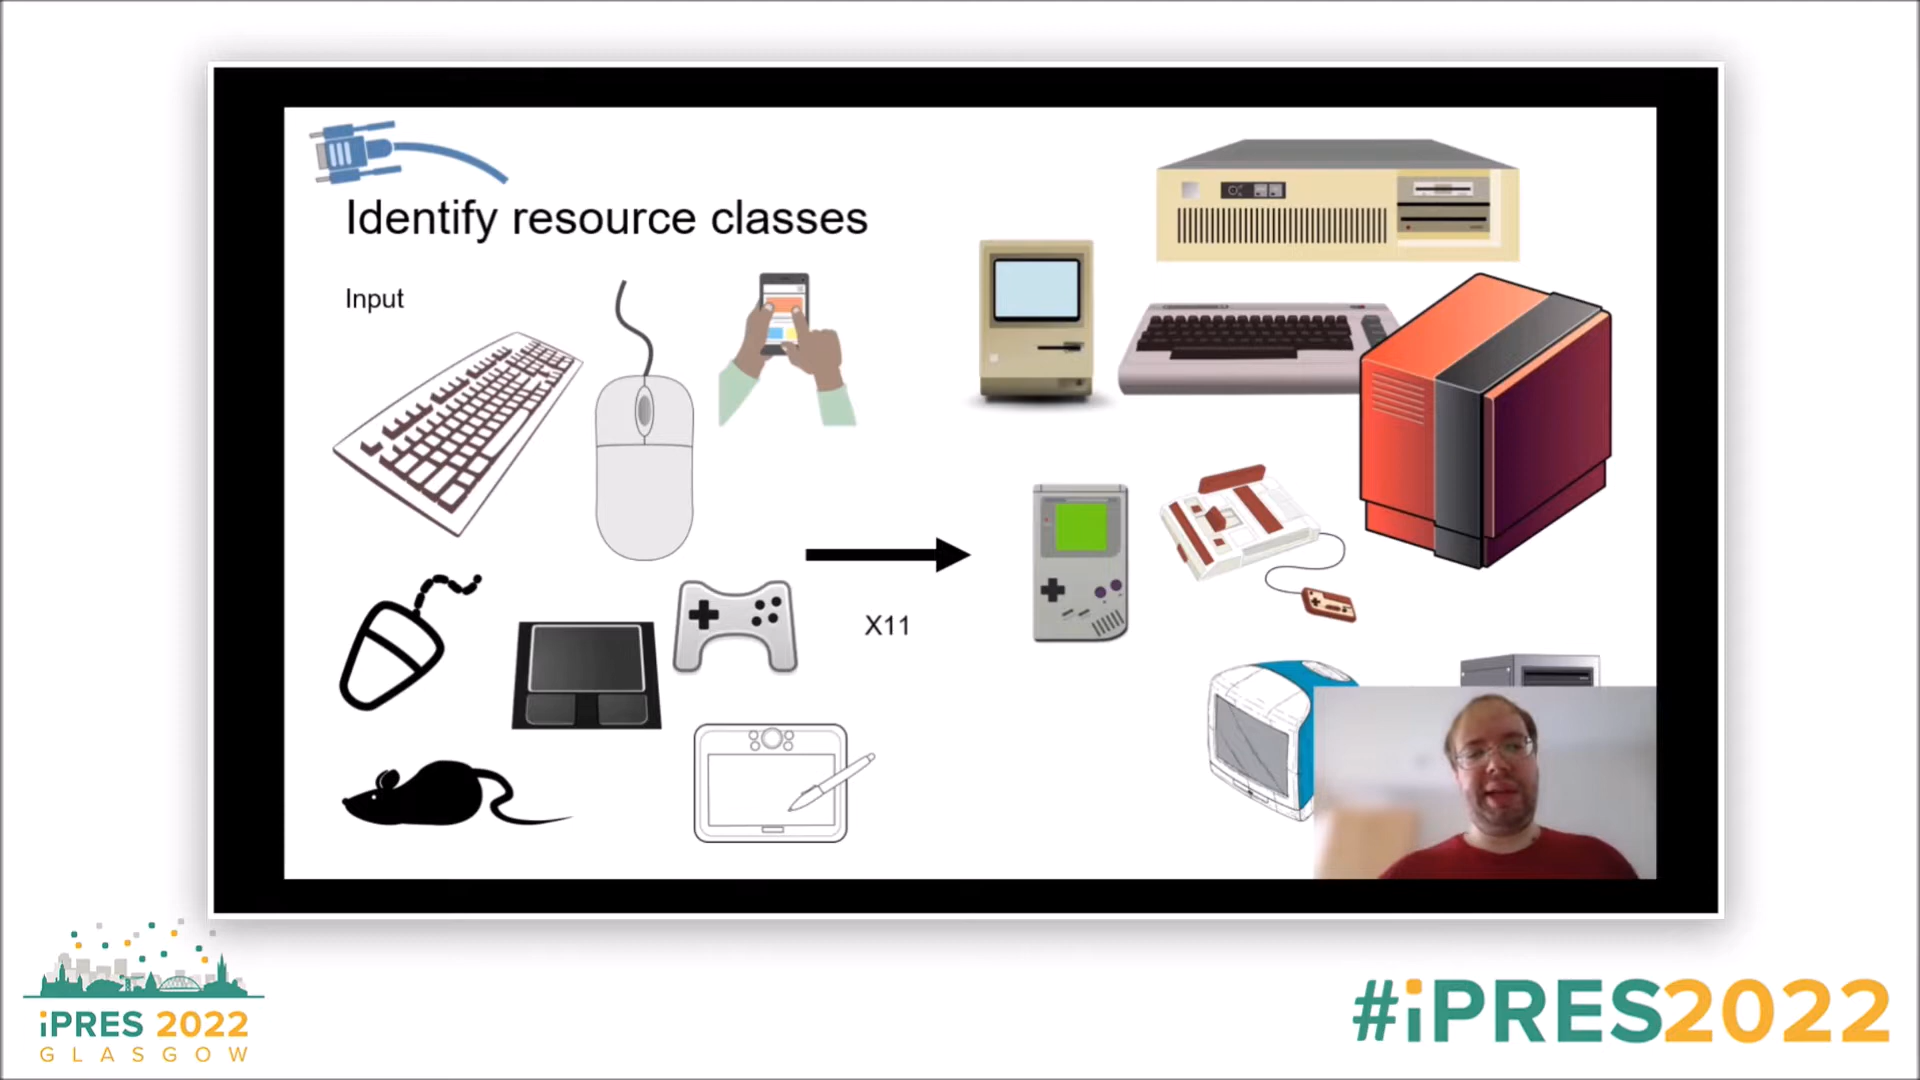 Identify resource classes
Input
X11
iPRES 2022
GLASGOW
#iPRES2022